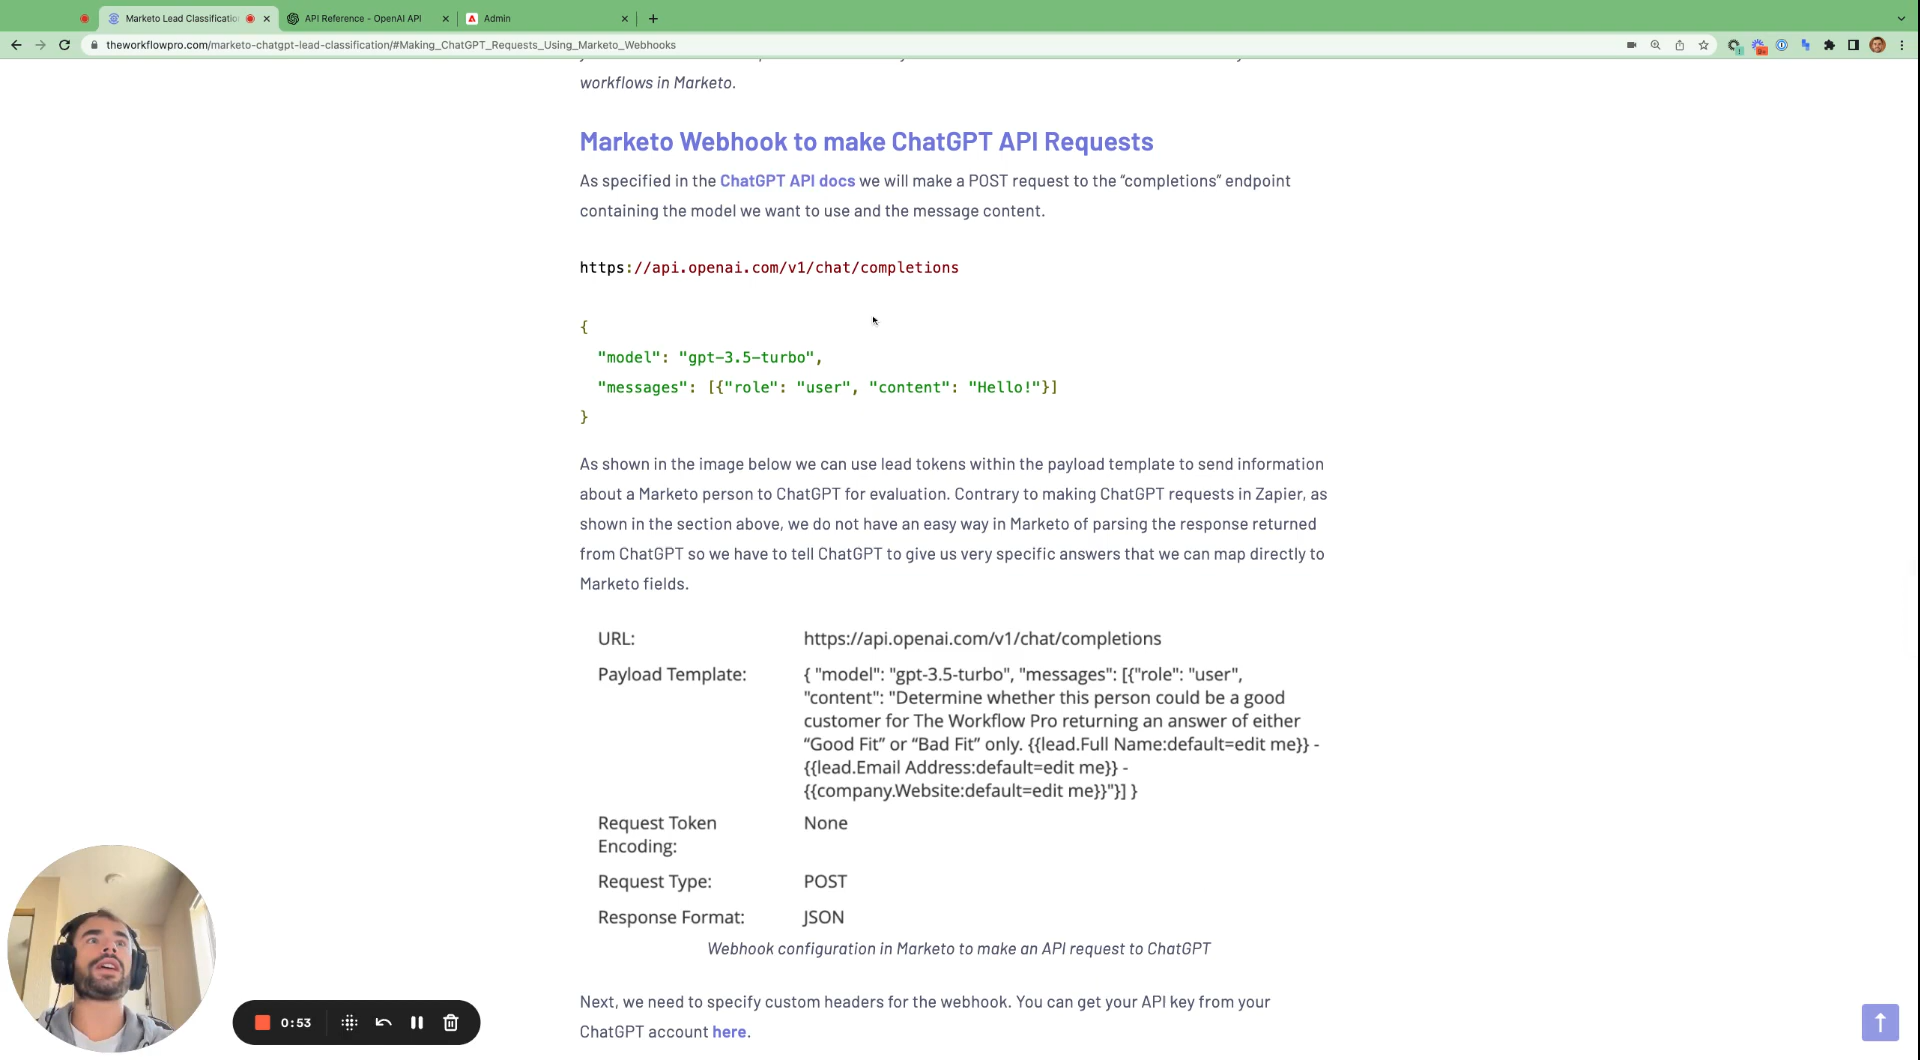 Marketo Lead Classificatio
API Reference - OpenAI API
Admin
theworkflowpro.com/marketo-chatgpt-lead-classification/#Making_ChatGPT_Requests_Using_Marketo_Webhooks
workflows in Marketo.
Marketo Webhook to make ChatGPT API Requests
As specified in the ChatGPT API docs we will make a POST request to the “completions” endpoint
containing the model we want to use and the message content.
https://api.openai.com/v1/chat/completions
{
"model": "gpt-3.5-turbo",
"messages": [{"role": "user", "content": "Hello!"}]
}
As shown in the image below we can use lead tokens within the payload template to send information
about a Marketo person to ChatGPT for evaluation. Contrary to making ChatGPT requests in Zapier, as
shown in the section above, we do not have an easy way in Marketo of parsing the response returned
from ChatGPT so we have to tell ChatGPT to give us very specific answers that we can map directly to
Marketo fields.
URL: https://api.openai.com/v1/chat/completions
Payload Template: { "model": "gpt-3.5-turbo", "messages": [{"role": "user",
"content": "Determine whether this person could be a good
customer for The Workflow Pro returning an answer of either
“Good Fit” or “Bad Fit” only. {{lead.Full Name:default=edit me}} -
{{lead.Email Address:default=edit me}} -
{{company.Website:default=edit me}}"}] }
Request Token None
Encoding:
Request Type: POST
Response Format: JSON
Webhook configuration in Marketo to make an API request to ChatGPT
Next, we need to specify custom headers for the webhook. You can get your API key from your
ChatGPT account here.
0:53